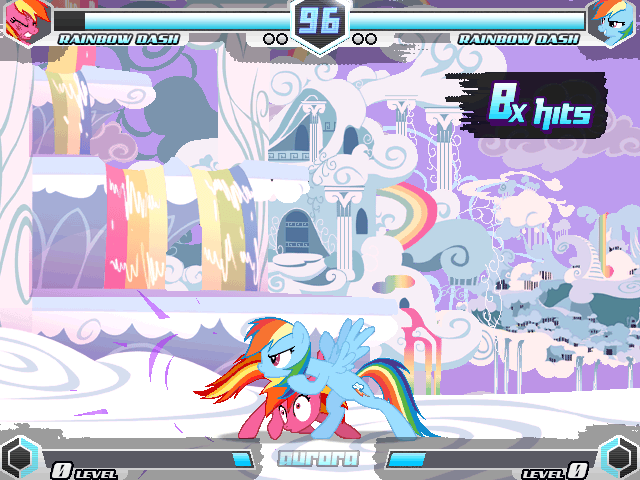 96
RAINBOW DASH
RAINBOW DASH
8x hits
0 LEVEL
aurora
LEVEL 0